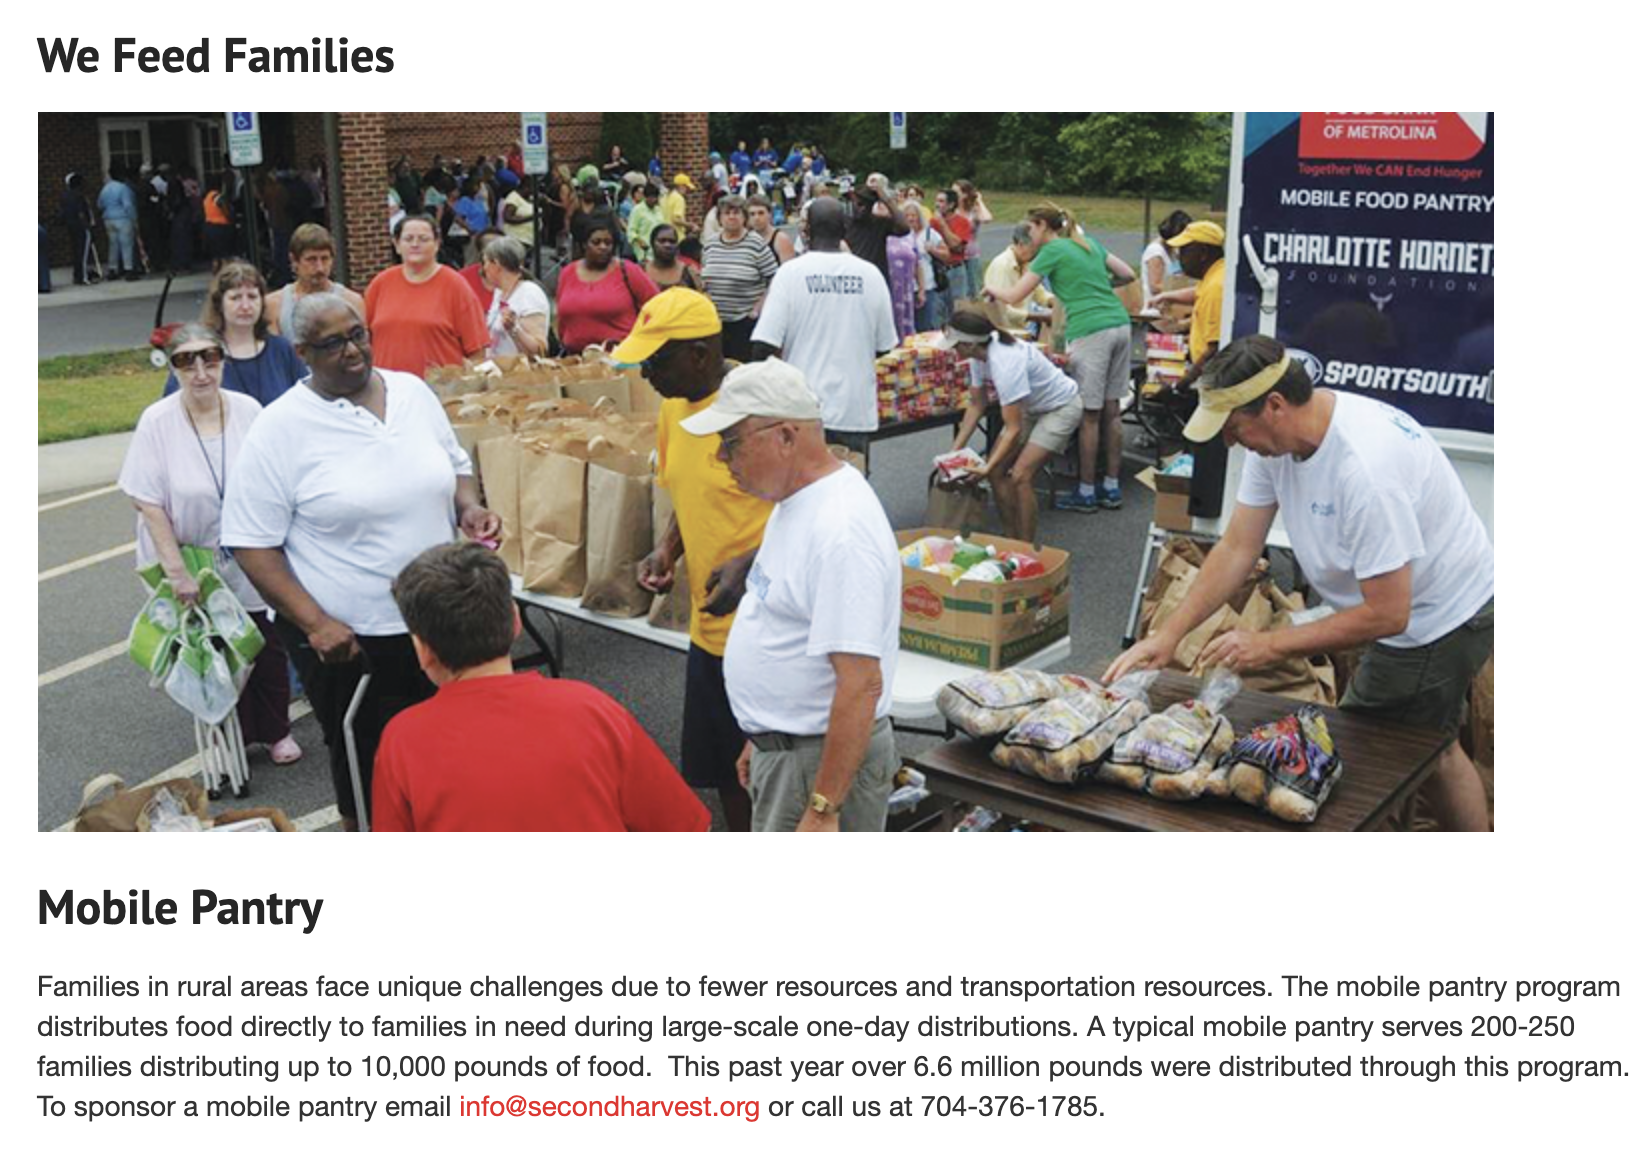 We Feed Families
OF METROLINA
Together We CAN End Hunger
MOBILE FOOD PANTRY
CHARLOTTE HORNET
FOUNDATION
SPORTSOUTH
VOLUNTEER
PREMIUM BANA
Mobile Pantry
Families in rural areas face unique challenges due to fewer resources and transportation resources. The mobile pantry program
distributes food directly to families in need during large-scale one-day distributions. A typical mobile pantry serves 200-250
families distributing up to 10,000 pounds of food.  This past year over 6.6 million pounds were distributed through this program.
To sponsor a mobile pantry email info@secondharvest.org or call us at 704-376-1785.